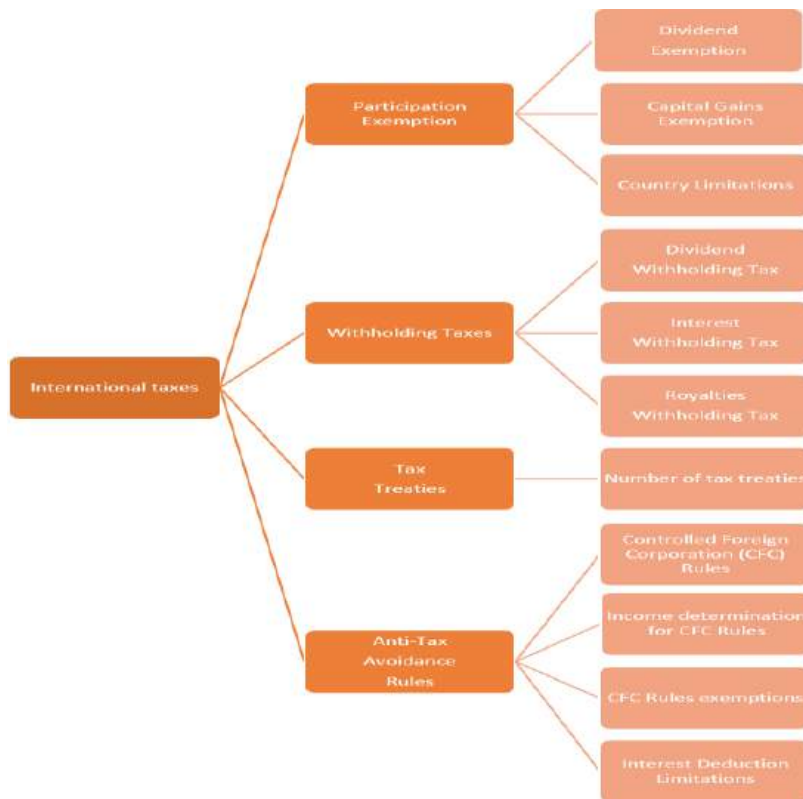 Dividend
Exemption
Participation
Exemption
Capital Gains
Exemption
Country Limitations
Dividend
Withholding Tax
Withholding Taxes
Interest
Withholding Tax
International taxes
Royalties
Withholding Tax
Tax
Treaties
Number of tax treaties
Controlled Foreign
Corporation (CFC)
Rules
Income determination
for CFC Rules
Anti-Tax
Avoidance
Rules
CFC Rules exemptions
Interest Deduction
Limitations